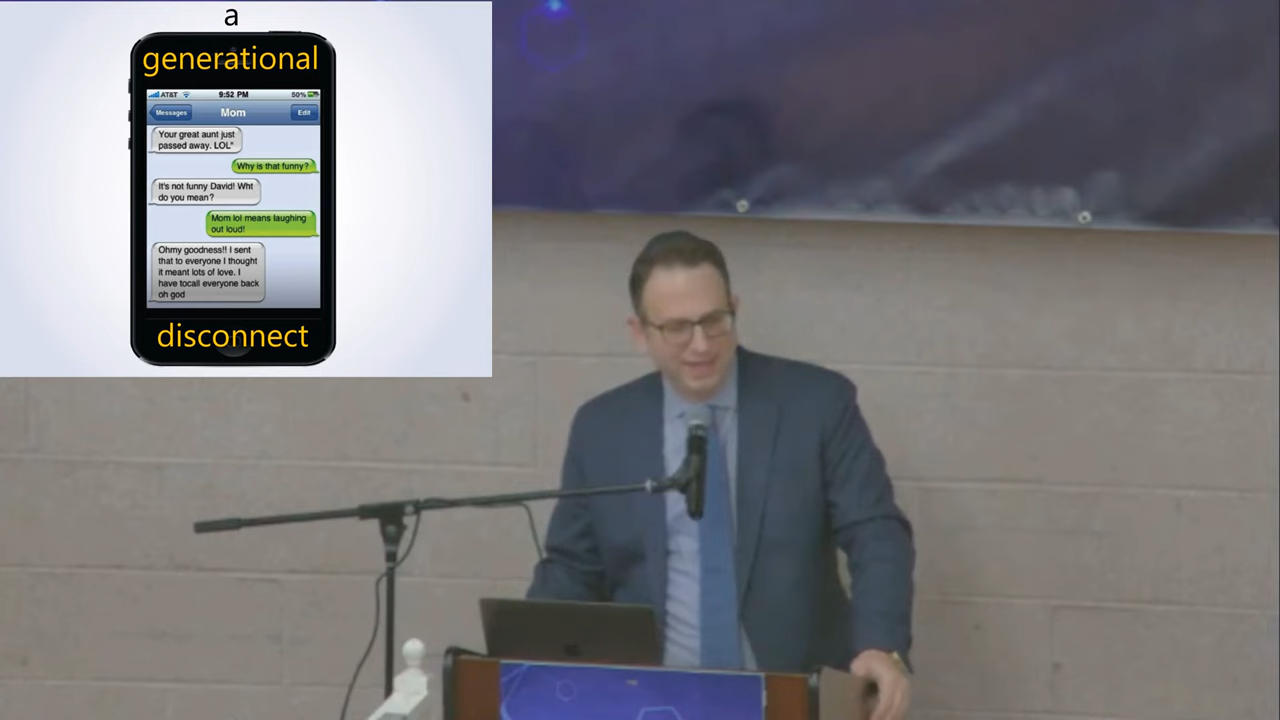 a
generational
AT&T 9:52 PM 50%
Messages Mom Edit
Your great aunt just
passed away. LOL"
Why is that funny?
It's not funny David! Wht
do you mean?
Mom lol means laughing
out loud!
Ohmy goodness!! I sent
that to everyone I thought
it meant lots of love. I
have tocall everyone back
oh god
disconnect